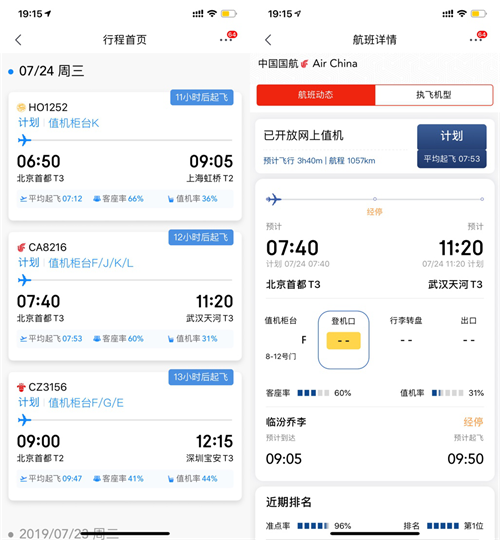 19:15
行程首页
64
07/24 周三
11小时后起飞
HO1252
计划 | 值机柜台K
06:50
09:05
北京首都 T3
上海虹桥 T2
平均起飞 07:12
客座率 66%
值机率 36%
12小时后起飞
CA8216
计划 | 值机柜台F/J/K/L
07:40
11:20
北京首都 T3
武汉天河 T3
平均起飞 07:53
客座率 60%
值机率 31%
13小时后起飞
CZ3156
计划 | 值机柜台F/G/E
09:00
12:15
北京首都 T2
深圳宝安 T3
平均起飞 09:47
客座率 41%
值机率 44%
2019/07/23 周二
19:15
航班详情
64
中国国航 Air China
航班动态
执飞机型
已开放网上值机
计划
预计飞行 3h40m | 航程 1057km
平均起飞 07:53
经停
预计
预计
07:40
11:20
计划 07/24 07:40
07/24 11:20 计划
北京首都 T3
武汉天河 T3
值机柜台
登机口
行李转盘
出口
F
--
--
--
8-12号门
客座率
60%
值机率
31%
临汾乔李
经停
预计到达
预计起飞
09:05
09:50
近期排名
准点率
96%
排名
第1位